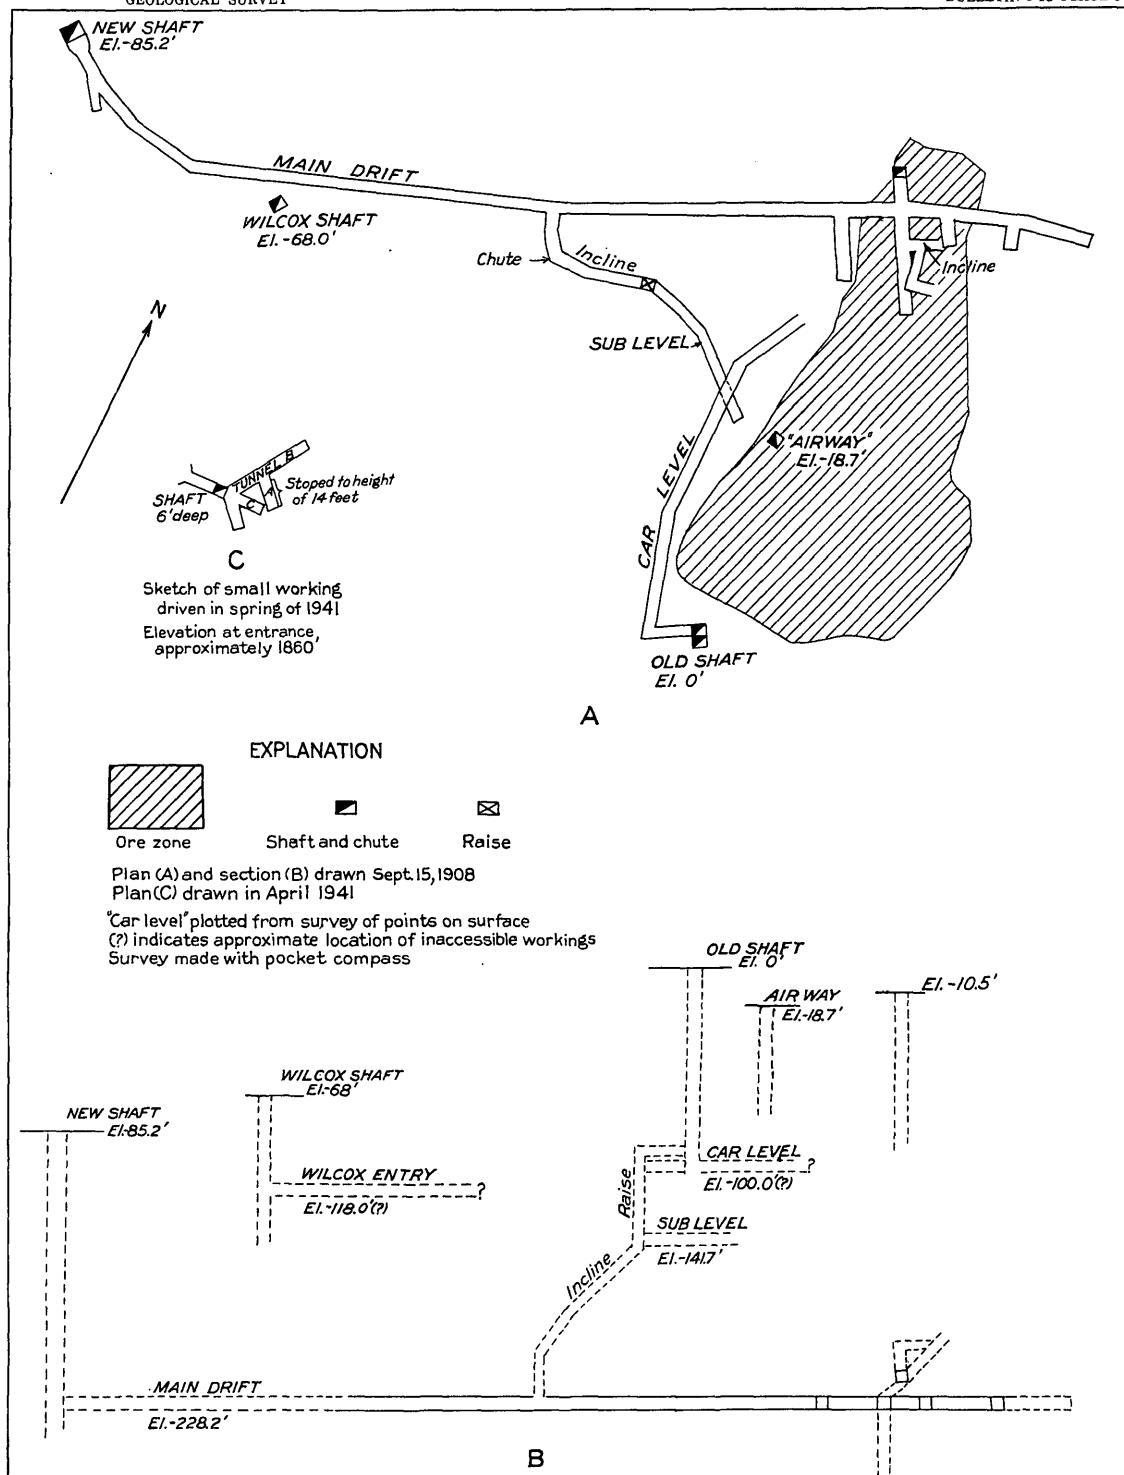 GEOLOGICAL SURVEY
NEW SHAFT
El.-85.2'
MAIN DRIFT
WILCOX SHAFT
El.-68.0'
Chute
Incline
Incline
SUB LEVEL
N
"AIRWAY"
El.-18.7'
CAR LEVEL
TUNNEL B
SHAFT
6' deep
C
Stoped to height
of 14 feet
C
Sketch of small working
driven in spring of 1941
Elevation at entrance,
approximately 1860'
OLD SHAFT
El. 0'
A
EXPLANATION
Ore zone
Shaft and chute
Raise
Plan (A) and section (B) drawn Sept. 15, 1908
Plan (C) drawn in April 1941
"Car level" plotted from survey of points on surface
(?) indicates approximate location of inaccessible workings
Survey made with pocket compass
OLD SHAFT
El. 0'
AIR WAY
El.-18.7'
El.-10.5'
WILCOX SHAFT
El.-68'
NEW SHAFT
El.-85.2'
WILCOX ENTRY
?
El.-118.0'(?)
Raise
CAR LEVEL
?
El.-100.0'(?)
SUB LEVEL
El.-141.7'
Incline
MAIN DRIFT
El.-228.2'
B